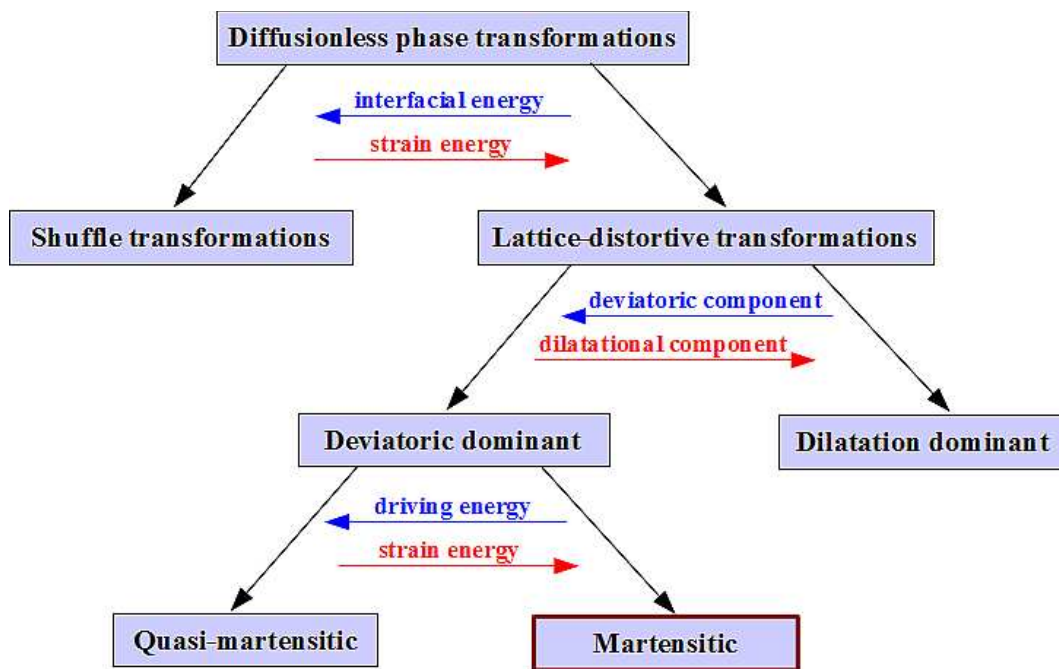 Diffusionless phase transformations
interfacial energy
strain energy
Shuffle transformations
Lattice-distortive transformations
deviatoric component
dilatational component
Deviatoric dominant
Dilatation dominant
driving energy
strain energy
Quasi-martensitic
Martensitic